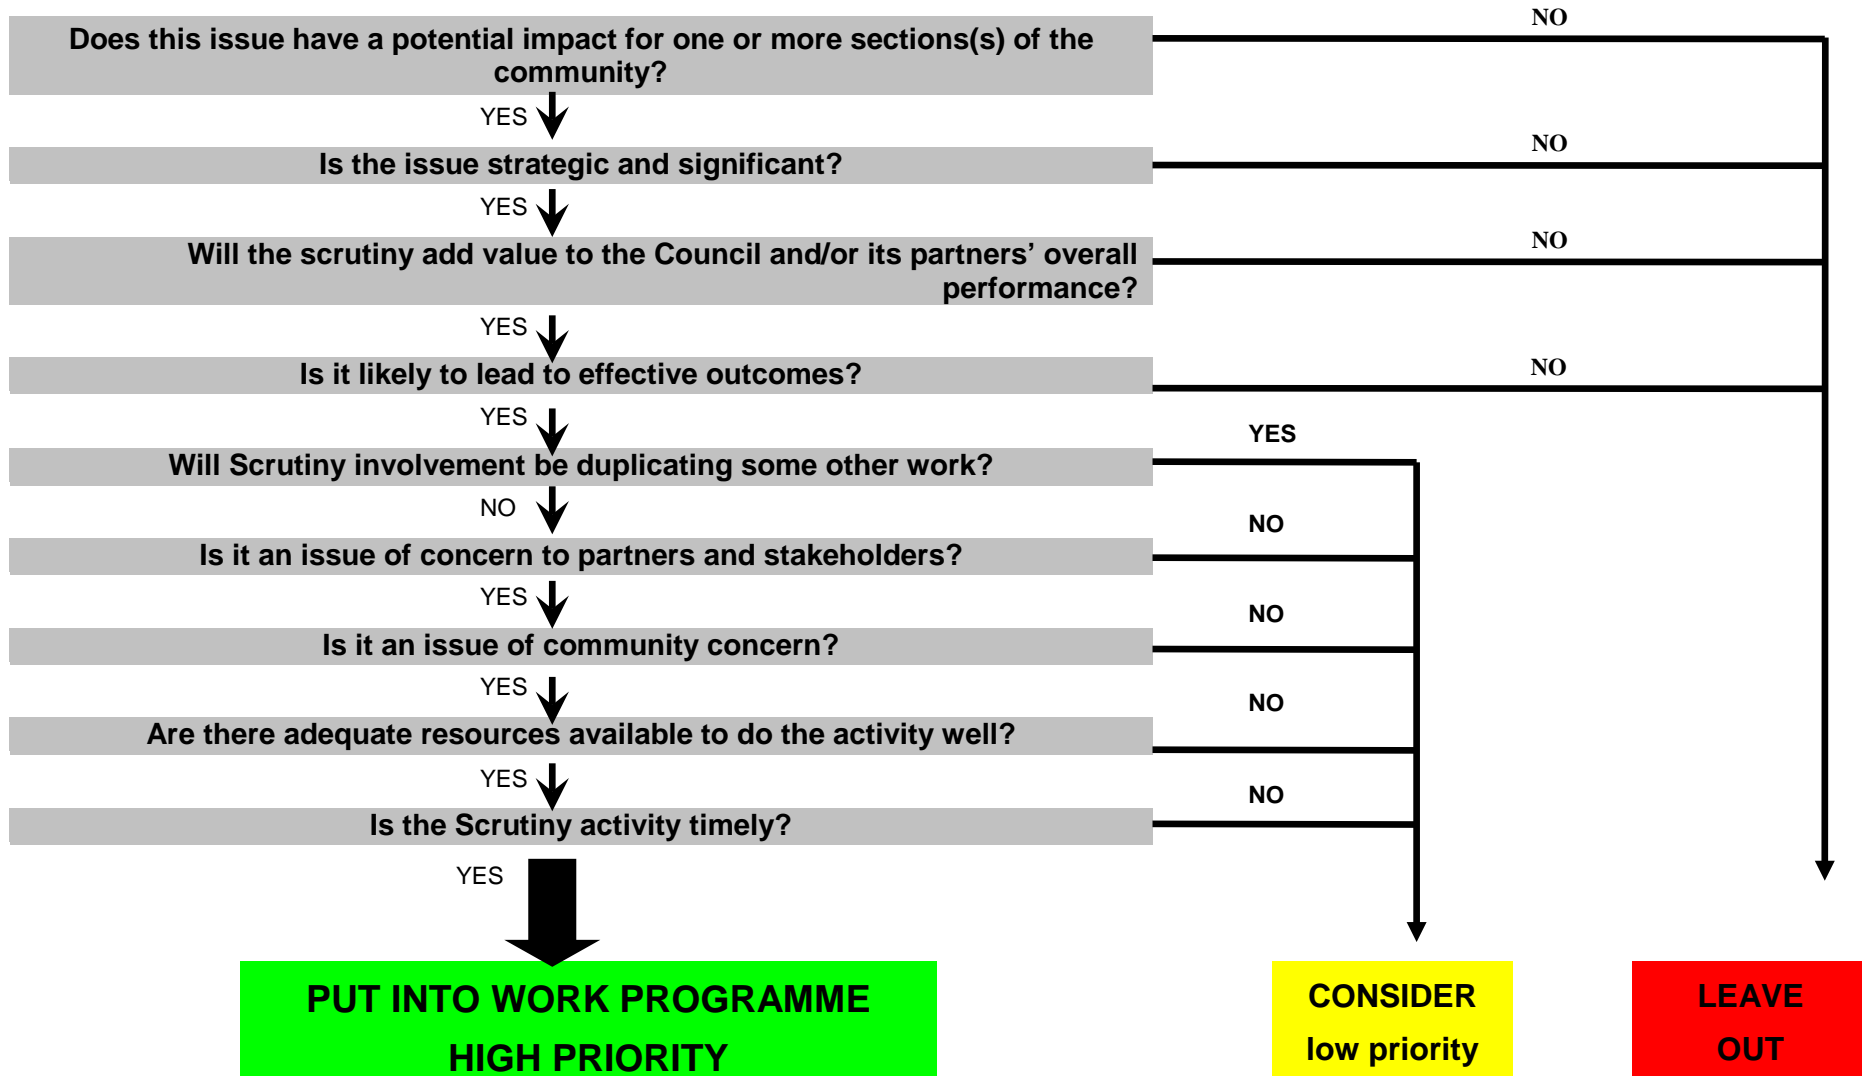 NO
Does this issue have a potential impact for one or more sections(s) of the
community?
YES
NO
Is the issue strategic and significant?
YES
NO
Will the scrutiny add value to the Council and/or its partners’ overall
performance?
YES
NO
Is it likely to lead to effective outcomes?
YES
YES
Will Scrutiny involvement be duplicating some other work?
NO
NO
Is it an issue of concern to partners and stakeholders?
YES
NO
Is it an issue of community concern?
YES
NO
Are there adequate resources available to do the activity well?
YES
NO
Is the Scrutiny activity timely?
YES
PUT INTO WORK PROGRAMME
HIGH PRIORITY
CONSIDER
low priority
LEAVE
OUT